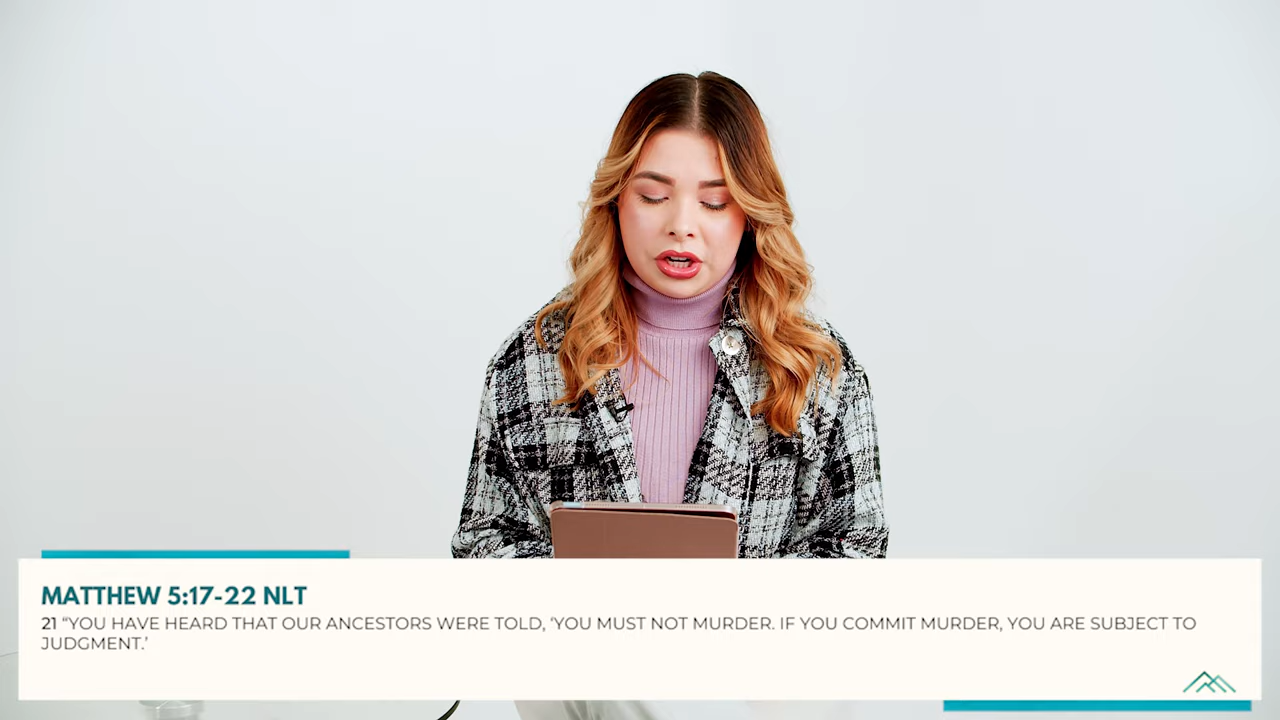 MATTHEW 5:17-22 NLT
21 “YOU HAVE HEARD THAT OUR ANCESTORS WERE TOLD, ‘YOU MUST NOT MURDER. IF YOU COMMIT MURDER, YOU ARE SUBJECT TO
JUDGMENT.’